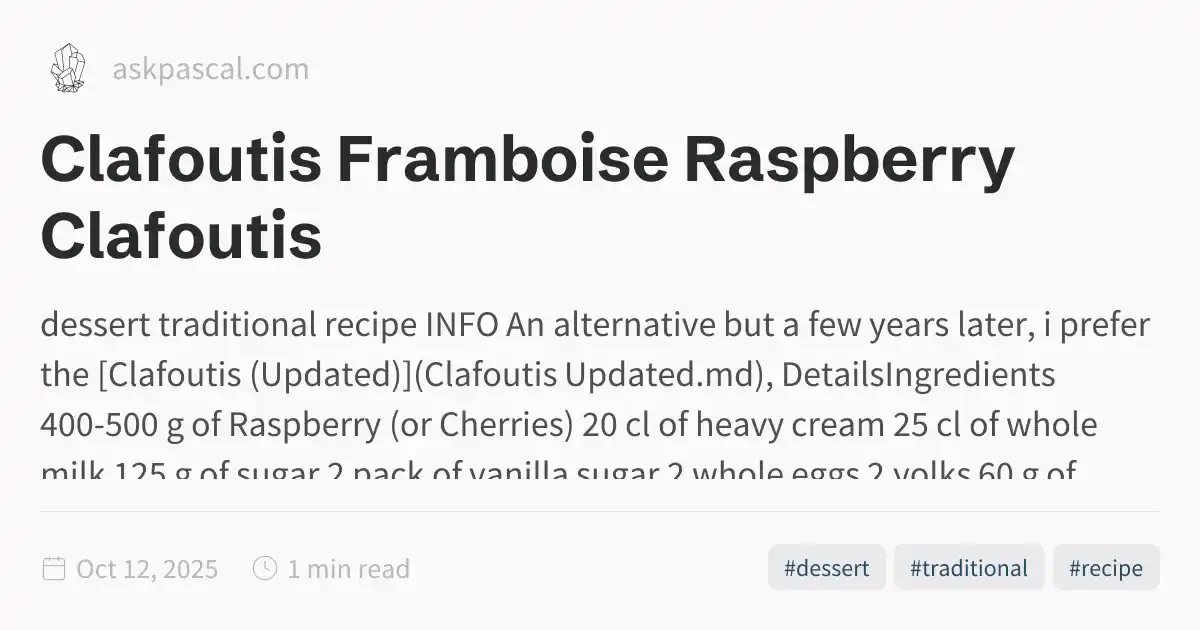 askpascal.com
Clafoutis Framboise Raspberry
Clafoutis
dessert traditional recipe INFO An alternative but a few years later, i prefer
the [Clafoutis (Updated)](Clafoutis Updated.md), DetailsIngredients
400-500 g of Raspberry (or Cherries) 20 cl of heavy cream 25 cl of whole
milk 125 g of sugar 2 pack of vanilla sugar 2 whole eggs 2 yolks 60 g of
Oct 12, 2025
1 min read
#dessert
#traditional
#recipe